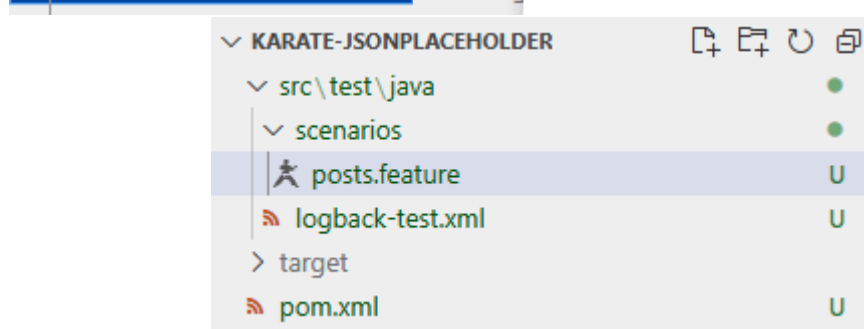 KARATE-JSONPLACEHOLDER
src\test\java
scenarios
posts.feature U
logback-test.xml U
target
pom.xml U